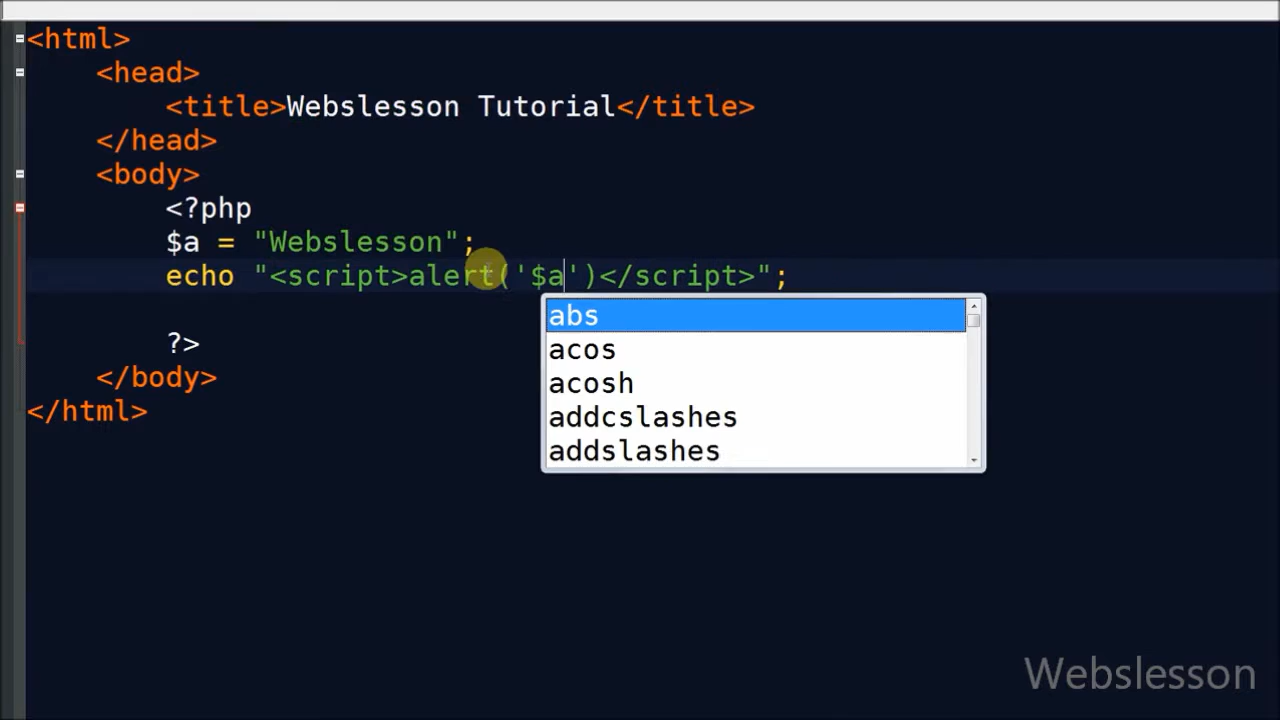 <html>
<head>
<title>Webslesson Tutorial</title>
</head>
<body>
<?php
$a = "Webslesson";
echo "<script>alert('$a')</script>";
abs
acos
acosh
addcslashes
addslashes
?>
</body>
</html>
Webslesson